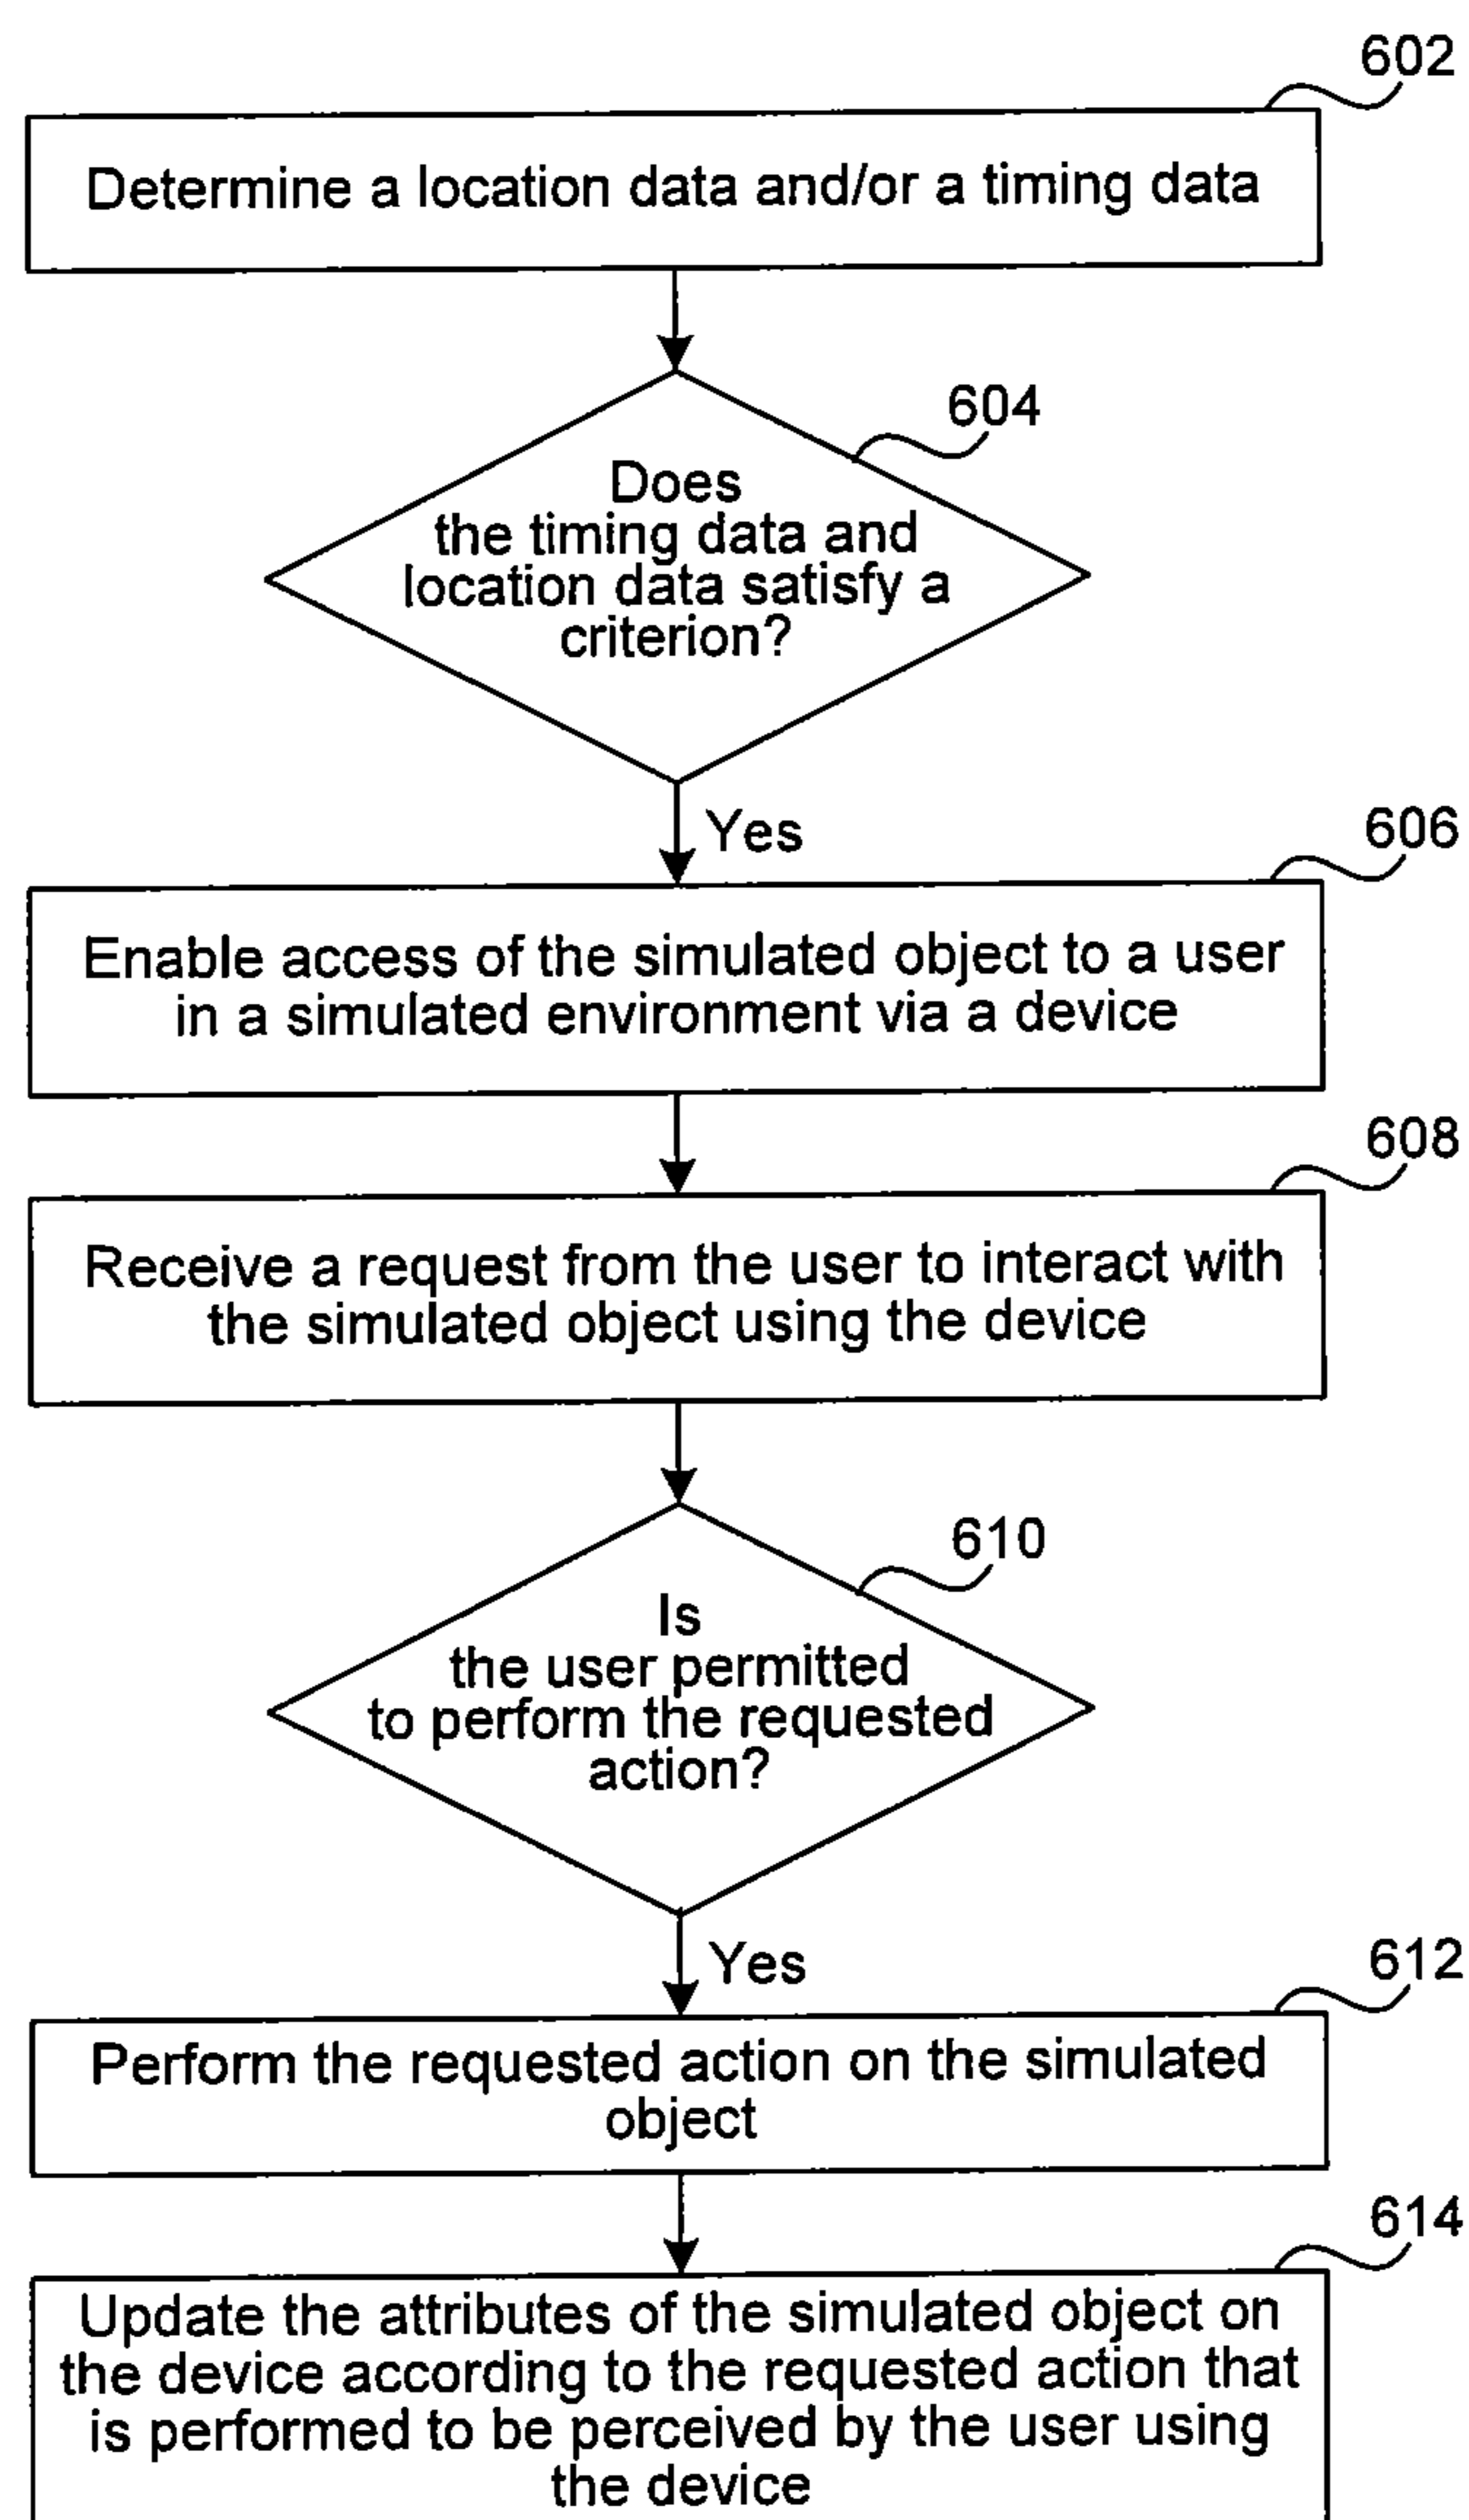 602
Determine a location data and/or a timing data
604
Does
the timing data and
location data satisfy a
criterion?
Yes
606
Enable access of the simulated object to a user
in a simulated environment via a device
608
Receive a request from the user to interact with
the simulated object using the device
610
Is
the user permitted
to perform the requested
action?
Yes
612
Perform the requested action on the simulated
object
614
Update the attributes of the simulated object on
the device according to the requested action that
is performed to be perceived by the user using
the device